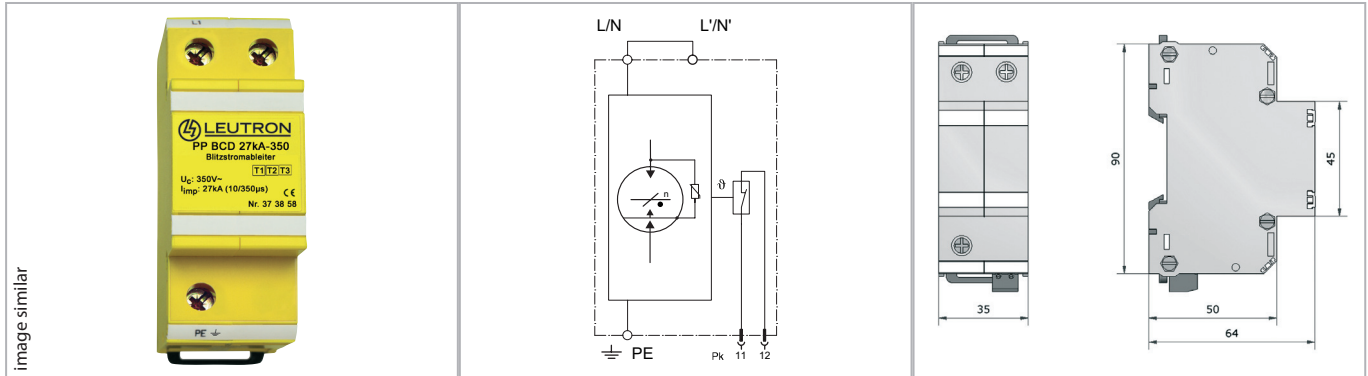 image similar
L1
LEUTRON
PP BCD 27kA-350
Blitzstromableiter
T1 T2 T3
Uc: 350V~
Iimp: 27kA (10/350µs) CE
Nr. 37 38 58
PE
L/N L'/N'
n
ϑ
PE
Pk 11 12
90
45
35
50
64